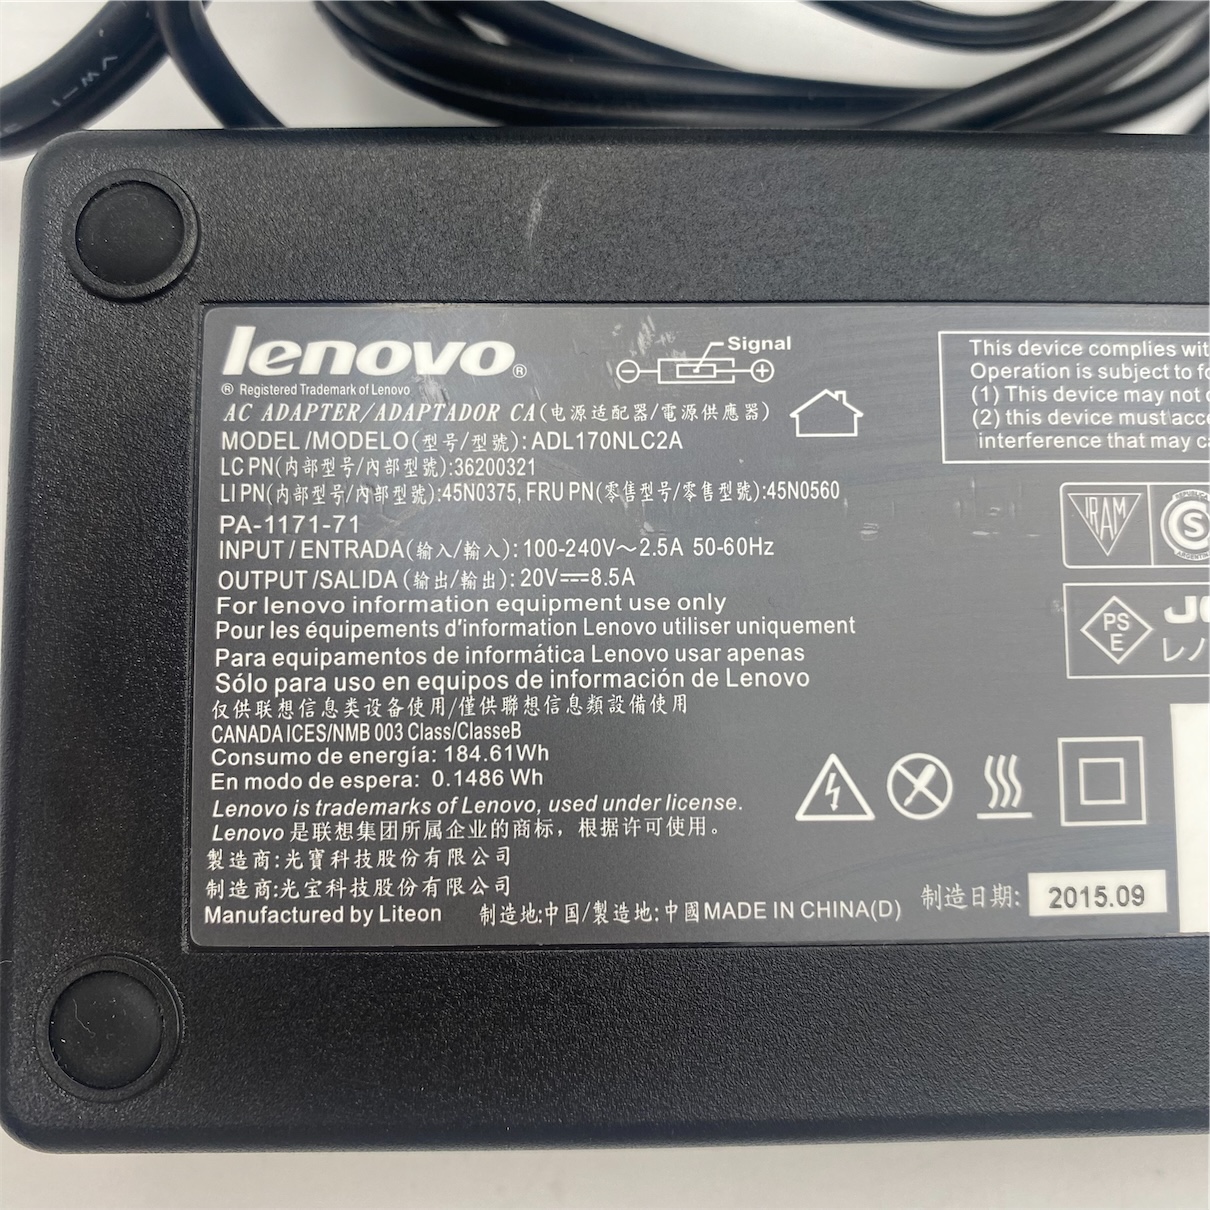 VW-1
lenovo®
® Registered Trademark of Lenovo
Signal
AC ADAPTER/ADAPTADOR CA(电源适配器/電源供應器)
MODEL/MODELO(型号/型號):ADL170NLC2A
LC PN(内部型号/內部型號):36200321
LI PN(内部型号/內部型號):45N0375, FRU PN(零售型号/零售型號):45N0560
PA-1171-71
INPUT/ENTRADA(输入/輸入):100-240V～2.5A 50-60Hz
OUTPUT/SALIDA(输出/輸出):20V⎓8.5A
For lenovo information equipment use only
Pour les équipements d'information Lenovo utiliser uniquement
Para equipamentos de informática Lenovo usar apenas
Sólo para uso en equipos de información de Lenovo
仅供联想信息类设备使用/僅供聯想信息類設備使用
CANADA ICES/NMB 003 Class/ClasseB
Consumo de energía: 184.61Wh
En modo de espera: 0.1486 Wh
Lenovo is trademarks of Lenovo, used under license.
Lenovo 是联想集团所属企业的商标，根据许可使用。
製造商:光寶科技股份有限公司
制造商:光宝科技股份有限公司
Manufactured by Liteon 制造地:中国/製造地:中國MADE IN CHINA(D)
制造日期: 2015.09
This device complies wit
Operation is subject to fo
(1) This device may not
(2) this device must acce
interference that may ca
IRAM
S
PS
E
レノ